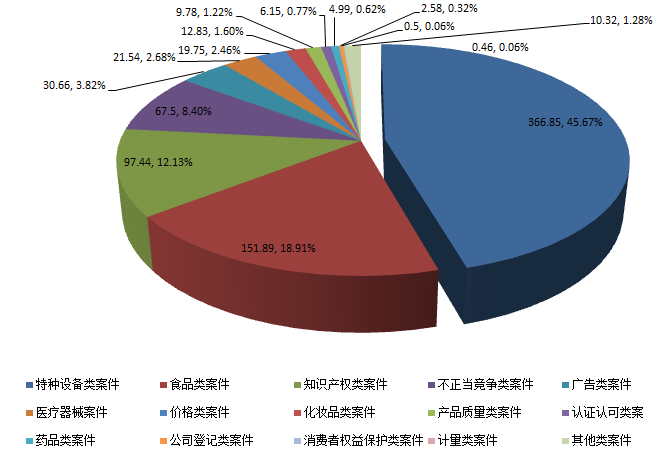 9.78, 1.22%
6.15, 0.77%
4.99, 0.62%
2.58, 0.32%
12.83, 1.60%
0.5, 0.06%
10.32, 1.28%
19.75, 2.46%
0.46, 0.06%
21.54, 2.68%
30.66, 3.82%
67.5, 8.40%
366.85, 45.67%
97.44, 12.13%
151.89, 18.91%
特种设备类案件
食品类案件
知识产权类案件
不正当竞争类案件
广告类案件
医疗器械案件
价格类案件
化妆品类案件
产品质量类案件
认证认可类案
药品类案件
公司登记类案件
消费者权益保护类案件
计量类案件
其他类案件